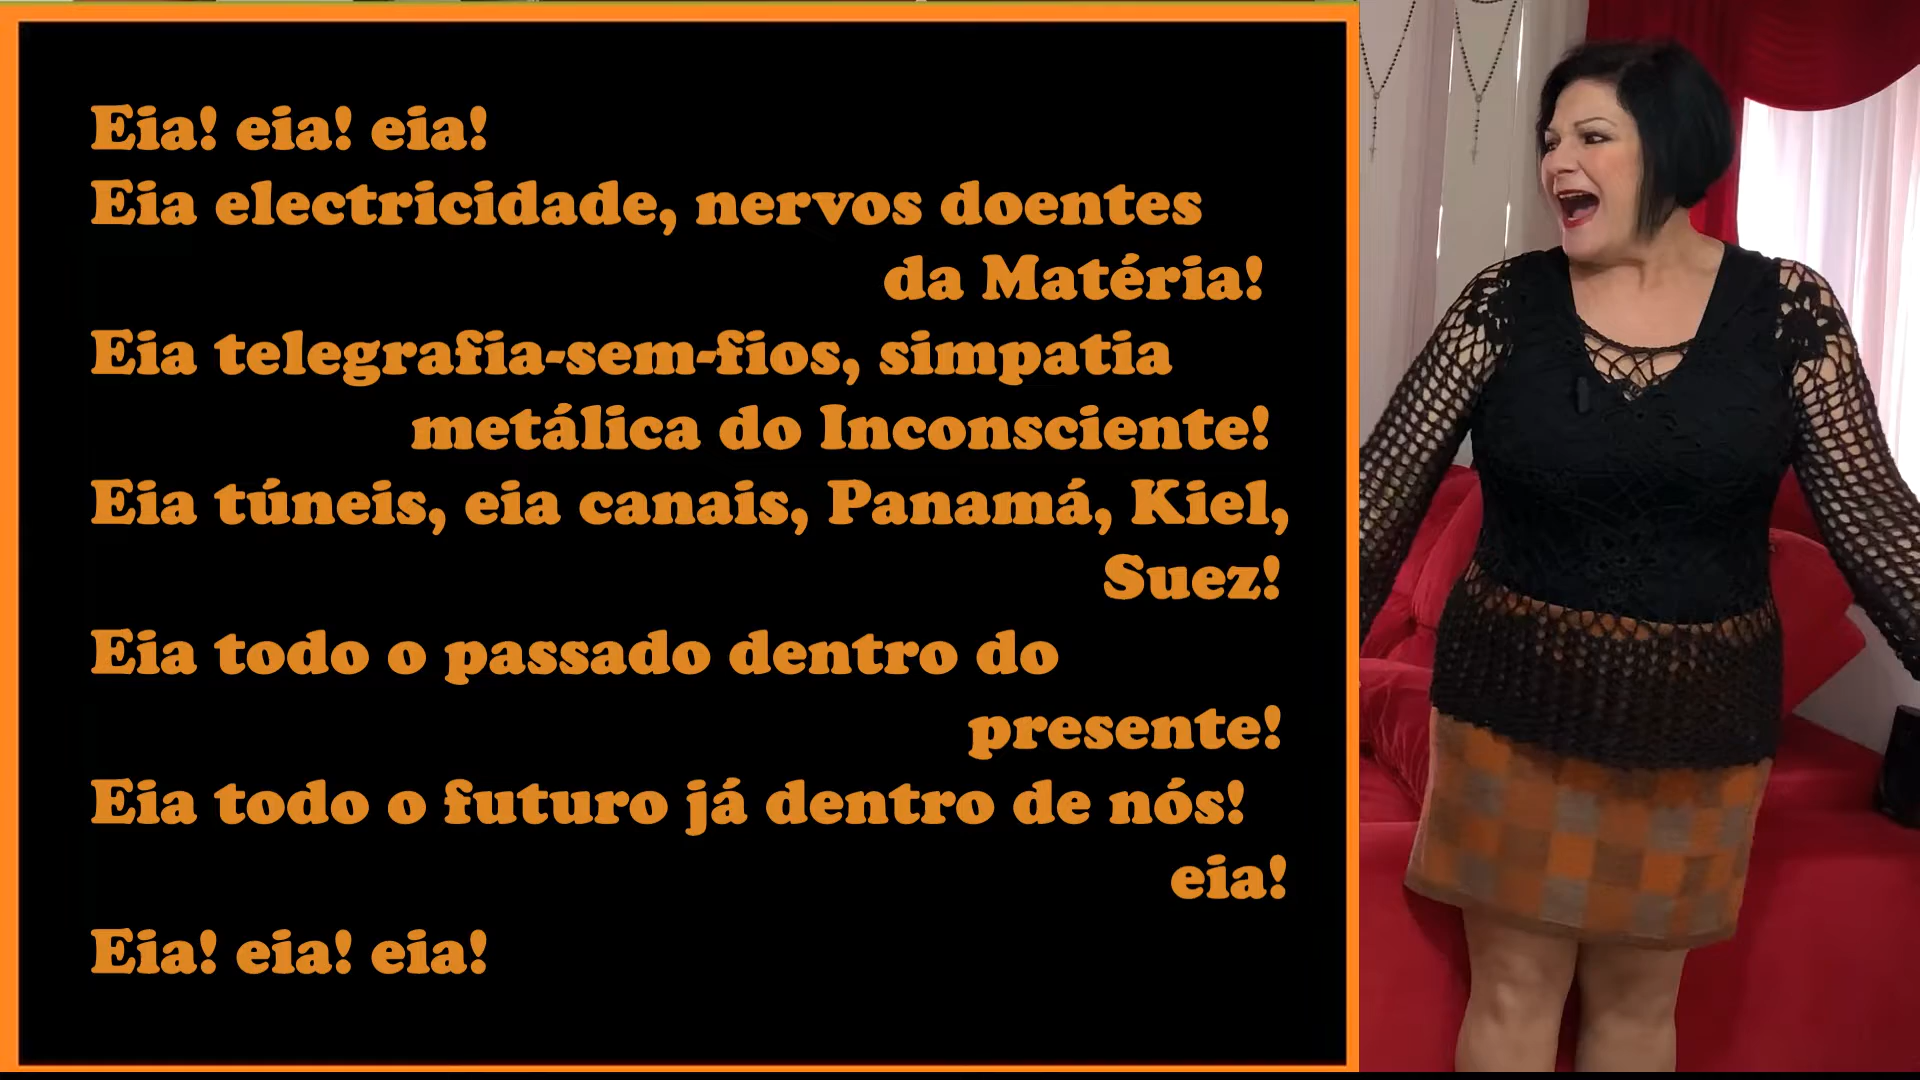 Eia! eia! eia!
Eia electricidade, nervos doentes
da Matéria!
Eia telegrafia-sem-fios, simpatia
metálica do Inconsciente!
Eia túneis, eia canais, Panamá, Kiel,
Suez!
Eia todo o passado dentro do
presente!
Eia todo o futuro já dentro de nós!
eia!
Eia! eia! eia!